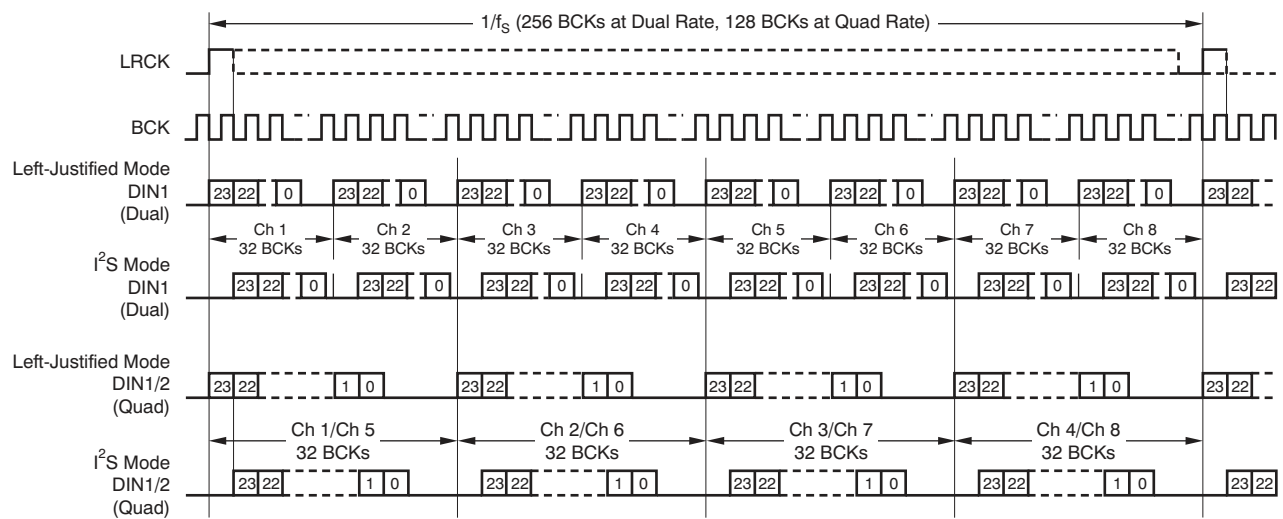 1/fS (256 BCKs at Dual Rate, 128 BCKs at Quad Rate)
LRCK
BCK
Left-Justified Mode
DIN1
(Dual)
23 22 0 23 22 0 23 22 0 23 22 0 23 22 0 23 22 0 23 22 0 23 22 0 23 22
Ch 1 Ch 2 Ch 3 Ch 4 Ch 5 Ch 6 Ch 7 Ch 8
32 BCKs 32 BCKs 32 BCKs 32 BCKs 32 BCKs 32 BCKs 32 BCKs 32 BCKs
I²S Mode
DIN1
(Dual)
23 22 0 23 22 0 23 22 0 23 22 0 23 22 0 23 22 0 23 22 0 23 22 0 23 22
Left-Justified Mode
DIN1/2
(Quad)
23 22 1 0 23 22 1 0 23 22 1 0 23 22 1 0 23 22
Ch 1/Ch 5 Ch 2/Ch 6 Ch 3/Ch 7 Ch 4/Ch 8
32 BCKs 32 BCKs 32 BCKs 32 BCKs
I²S Mode
DIN1/2
(Quad)
23 22 1 0 23 22 1 0 23 22 1 0 23 22 1 0 23 22